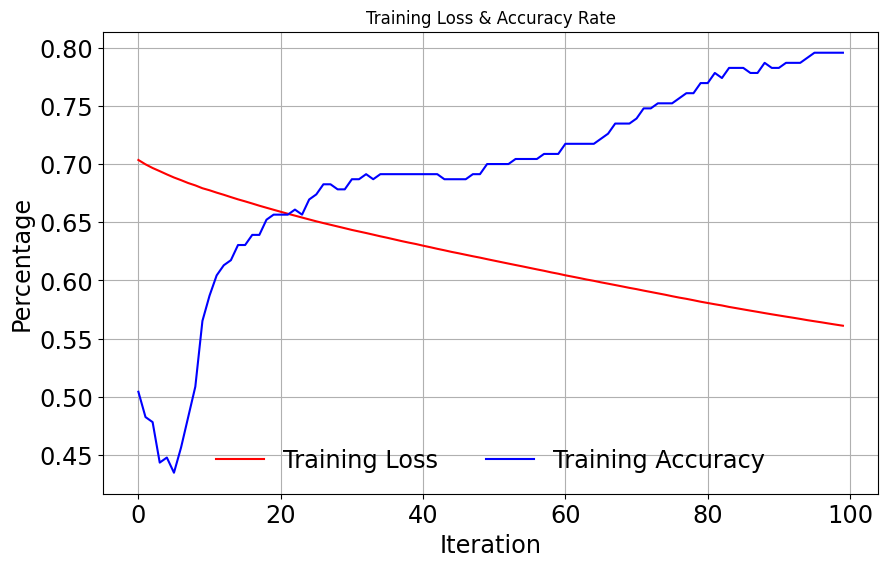 Training Loss & Accuracy Rate
0.80
0.75
0.70
0.65
0.60
0.55
0.50
0.45
Percentage
Training Loss
Training Accuracy
0 20 40 60 80 100
Iteration